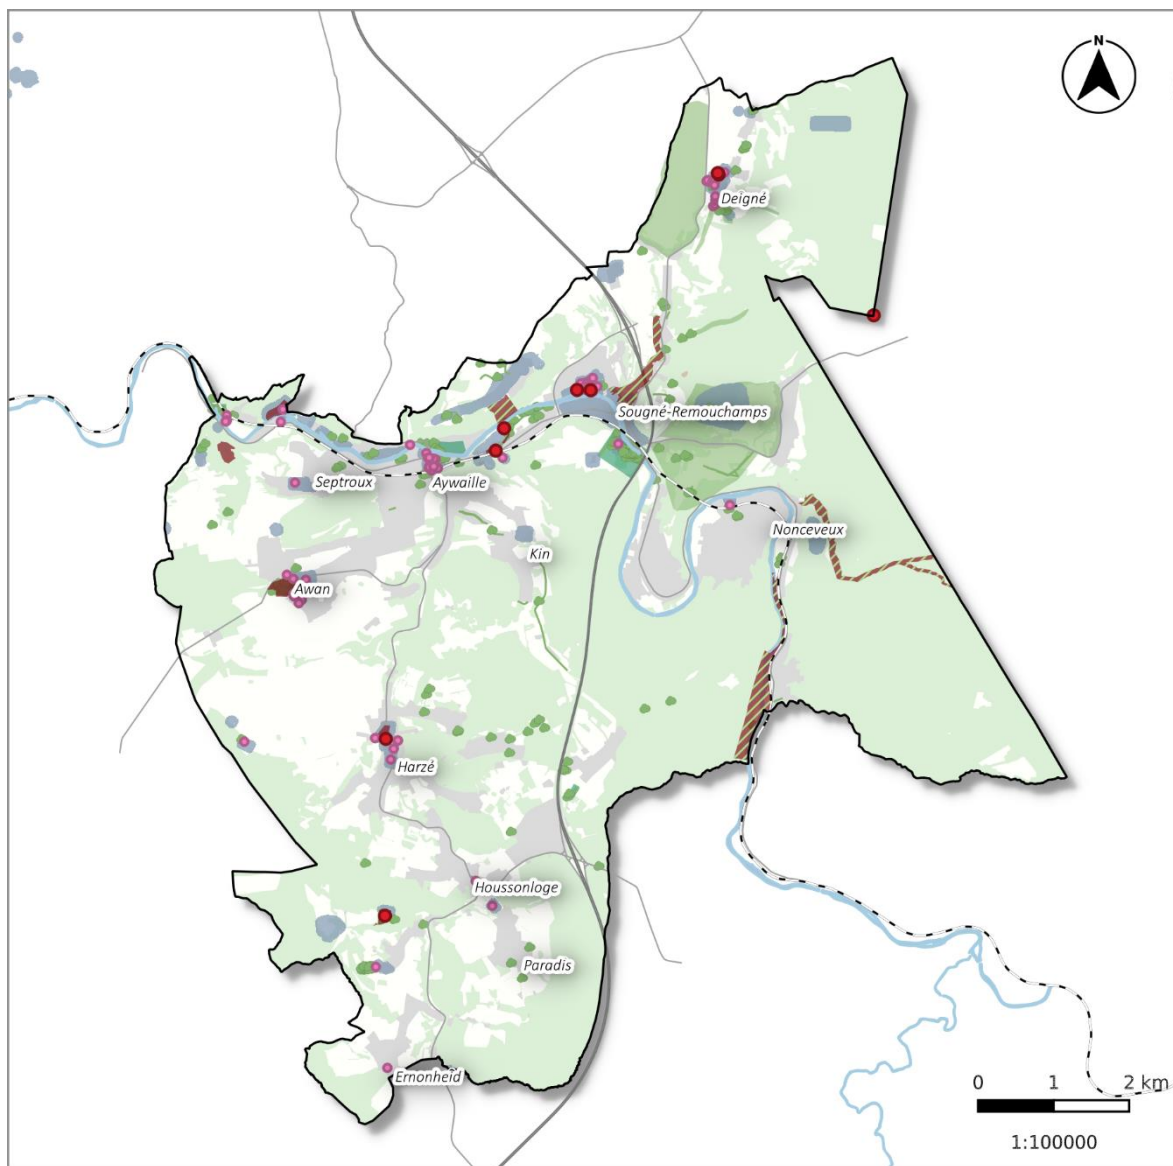 N
Deigné
Sougné-Remouchamps
Septroux
Aywaille
Nonceveux
Kin
Awan
Harzé
Houssonloge
Paradis
Ernonheid
0 1 2 km
1:100000